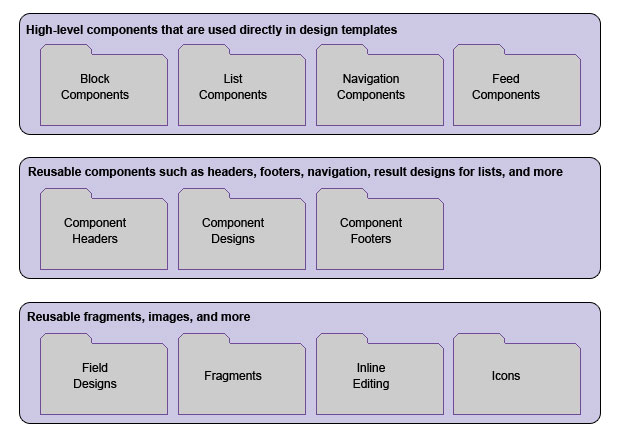 High-level components that are used directly in design templates
Block
Components
List
Components
Navigation
Components
Feed
Components
Reusable components such as headers, footers, navigation, result designs for lists, and more
Component
Headers
Component
Designs
Component
Footers
Reusable fragments, images, and more
Field
Designs
Fragments
Inline
Editing
Icons